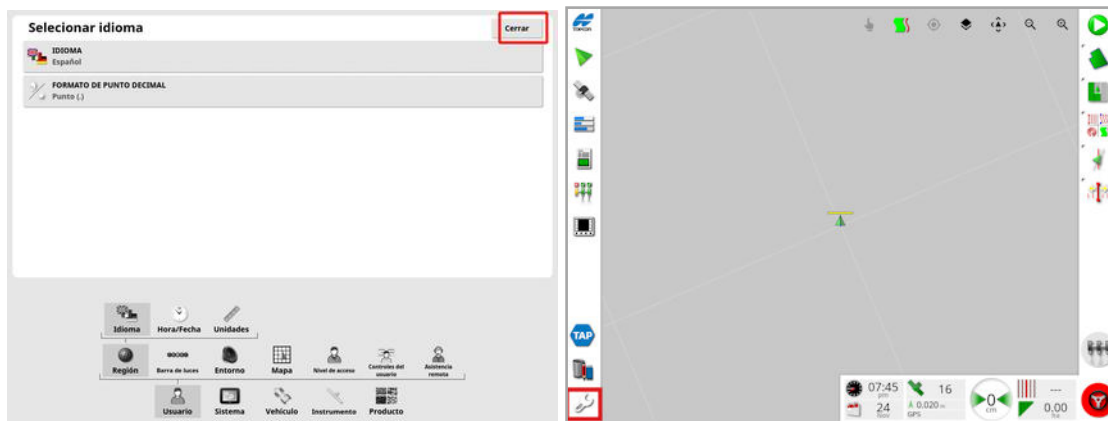 Selecionar idioma
Cerrar
IDIOMA
Español
FORMATO DE PUNTO DECIMAL
Punto (.)
Idioma
Hora/Fecha
Unidades
Región
Barra de luces
Entorno
Mapa
Nivel de acceso
Controles del
usuario
Asistencia
remota
Usuario
Sistema
Vehículo
Instrumento
Producto
TOPCON
TAP
07:45
pm
24
Nov
16
0.020 m
GPS
0
cm
---
0.00
ha